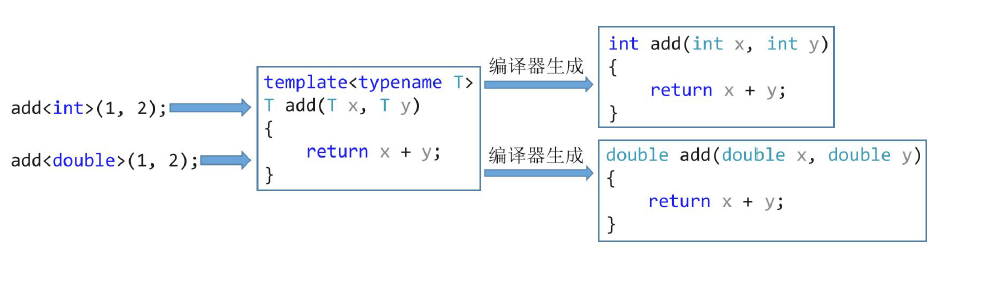 add<int>(1, 2);
add<double>(1, 2);
template<typename T>
T add(T x, T y)
{
    return x + y;
}
编译器生成
编译器生成
int add(int x, int y)
{
    return x + y;
}
double add(double x, double y)
{
    return x + y;
}